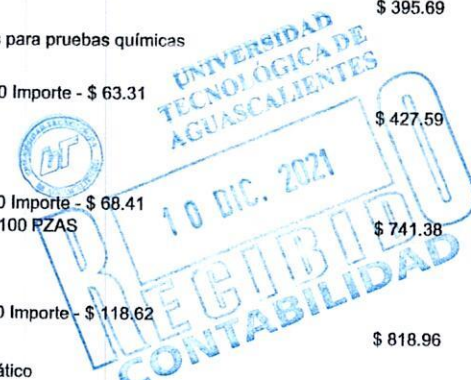 $ 395.69
para pruebas químicas
0 Importe - $ 63.31
UNIVERSIDAD
TECNOLÓGICA DE
AGUASCALIENTES
$ 427.59
0 Importe - $ 68.41
100 PZAS
10 DIC. 2021
$ 741.38
RECIBIDO
0 Importe - $ 118.62
CONTABILIDAD
$ 818.96
ático